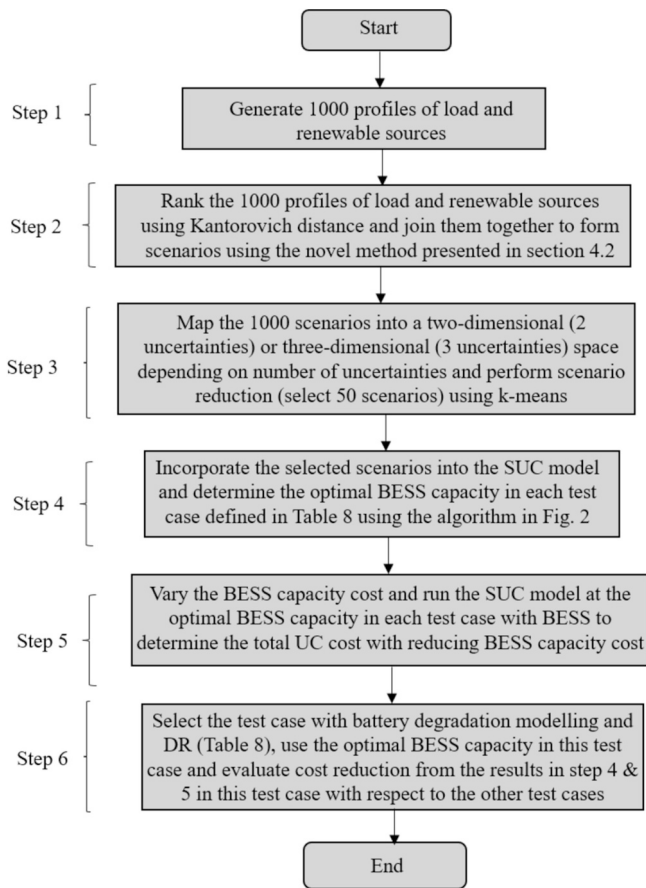 Start
Step 1
Generate 1000 profiles of load and
renewable sources
Step 2
Rank the 1000 profiles of load and renewable sources
using Kantorovich distance and join them together to form
scenarios using the novel method presented in section 4.2
Step 3
Map the 1000 scenarios into a two-dimensional (2
uncertainties) or three-dimensional (3 uncertainties) space
depending on number of uncertainties and perform scenario
reduction (select 50 scenarios) using k-means
Step 4
Incorporate the selected scenarios into the SUC model
and determine the optimal BESS capacity in each test
case defined in Table 8 using the algorithm in Fig. 2
Step 5
Vary the BESS capacity cost and run the SUC model at the
optimal BESS capacity in each test case with BESS to
determine the total UC cost with reducing BESS capacity cost
Step 6
Select the test case with battery degradation modelling and
DR (Table 8), use the optimal BESS capacity in this test
case and evaluate cost reduction from the results in step 4 &
5 in this test case with respect to the other test cases
End